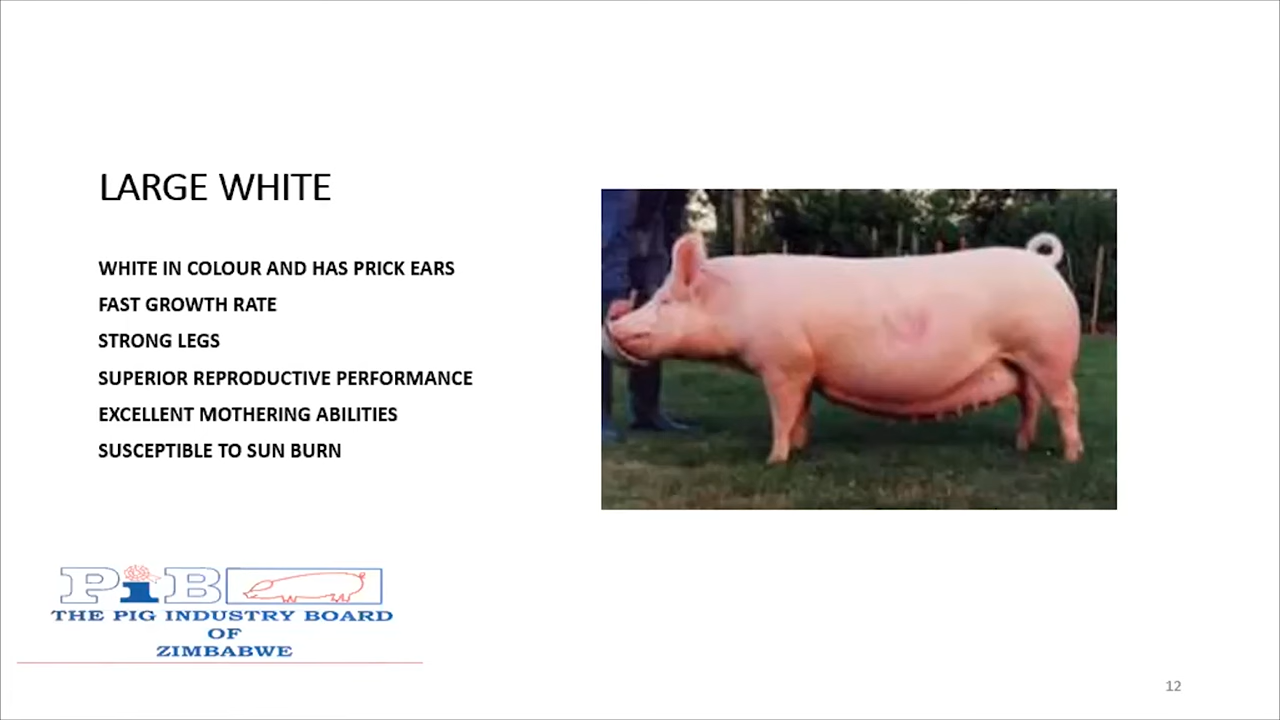 LARGE WHITE
WHITE IN COLOUR AND HAS PRICK EARS
FAST GROWTH RATE
STRONG LEGS
SUPERIOR REPRODUCTIVE PERFORMANCE
EXCELLENT MOTHERING ABILITIES
SUSCEPTIBLE TO SUN BURN
PiB
THE PIG INDUSTRY BOARD
OF
ZIMBABWE
12